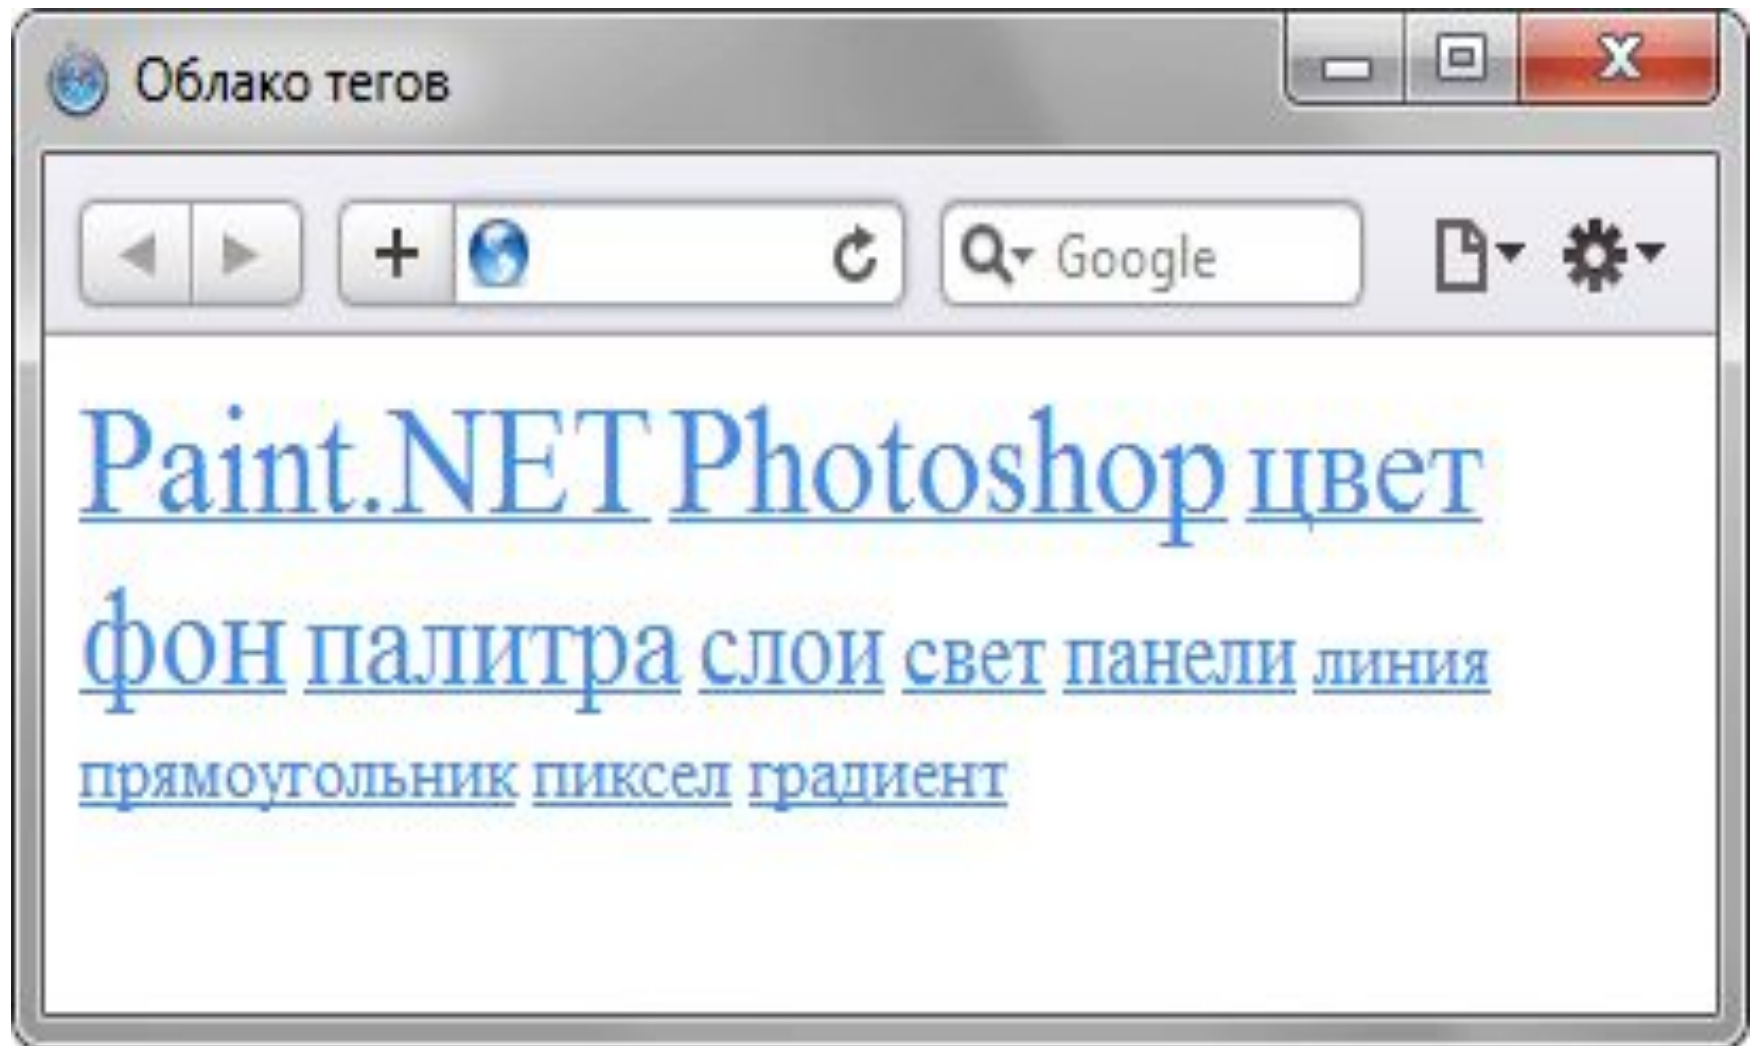 Облако тегов
Google
Paint.NET Photoshop цвет
фон палитра слои свет панели линия
прямоугольник пиксел градиент